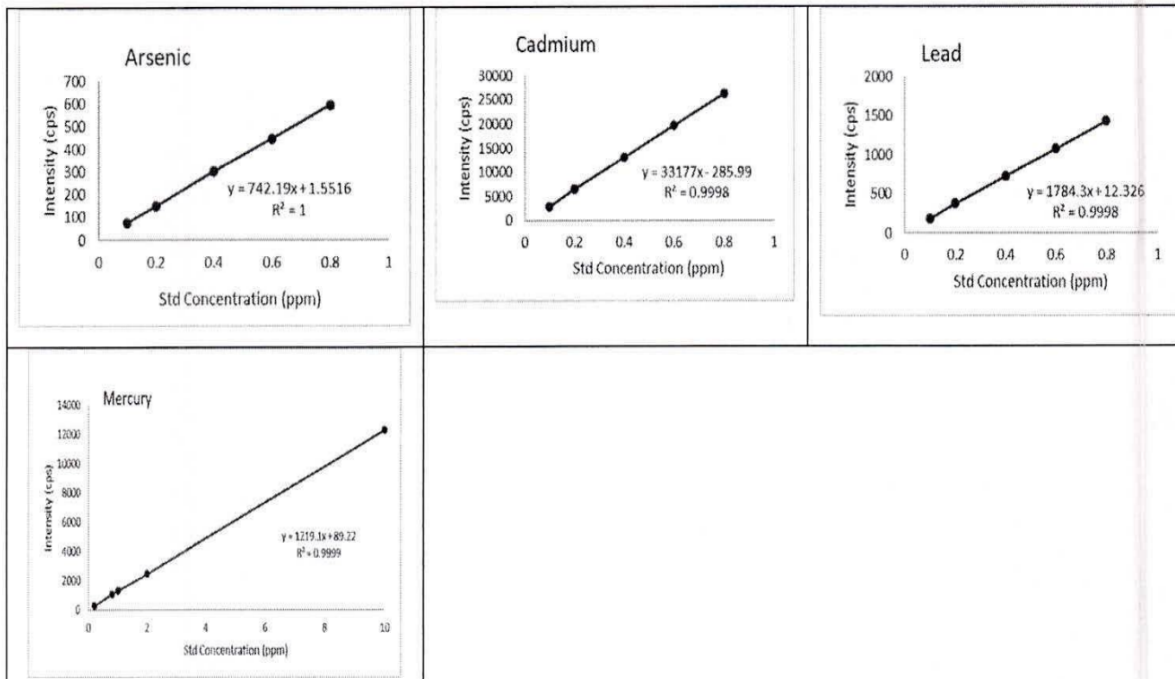 Arsenic
700
600
500
400
300
200
100
0
Intensity (cps)
y = 742.19x + 1.5516
R² = 1
0 0.2 0.4 0.6 0.8 1
Std Concentration (ppm)
Cadmium
30000
25000
20000
15000
10000
5000
0
Intensity (cps)
y = 33177x - 285.99
R² = 0.9998
0 0.2 0.4 0.6 0.8 1
Std Concentration (ppm)
Lead
2000
1500
1000
500
0
Intensity (cps)
y = 1784.3x + 12.326
R² = 0.9998
0 0.2 0.4 0.6 0.8 1
Std Concentration (ppm)
Mercury
14000
12000
10000
8000
6000
4000
2000
0
Intensity (cps)
y = 1219.1x + 89.22
R² = 0.9999
0 2 4 6 8 10
Std Concentration (ppm)